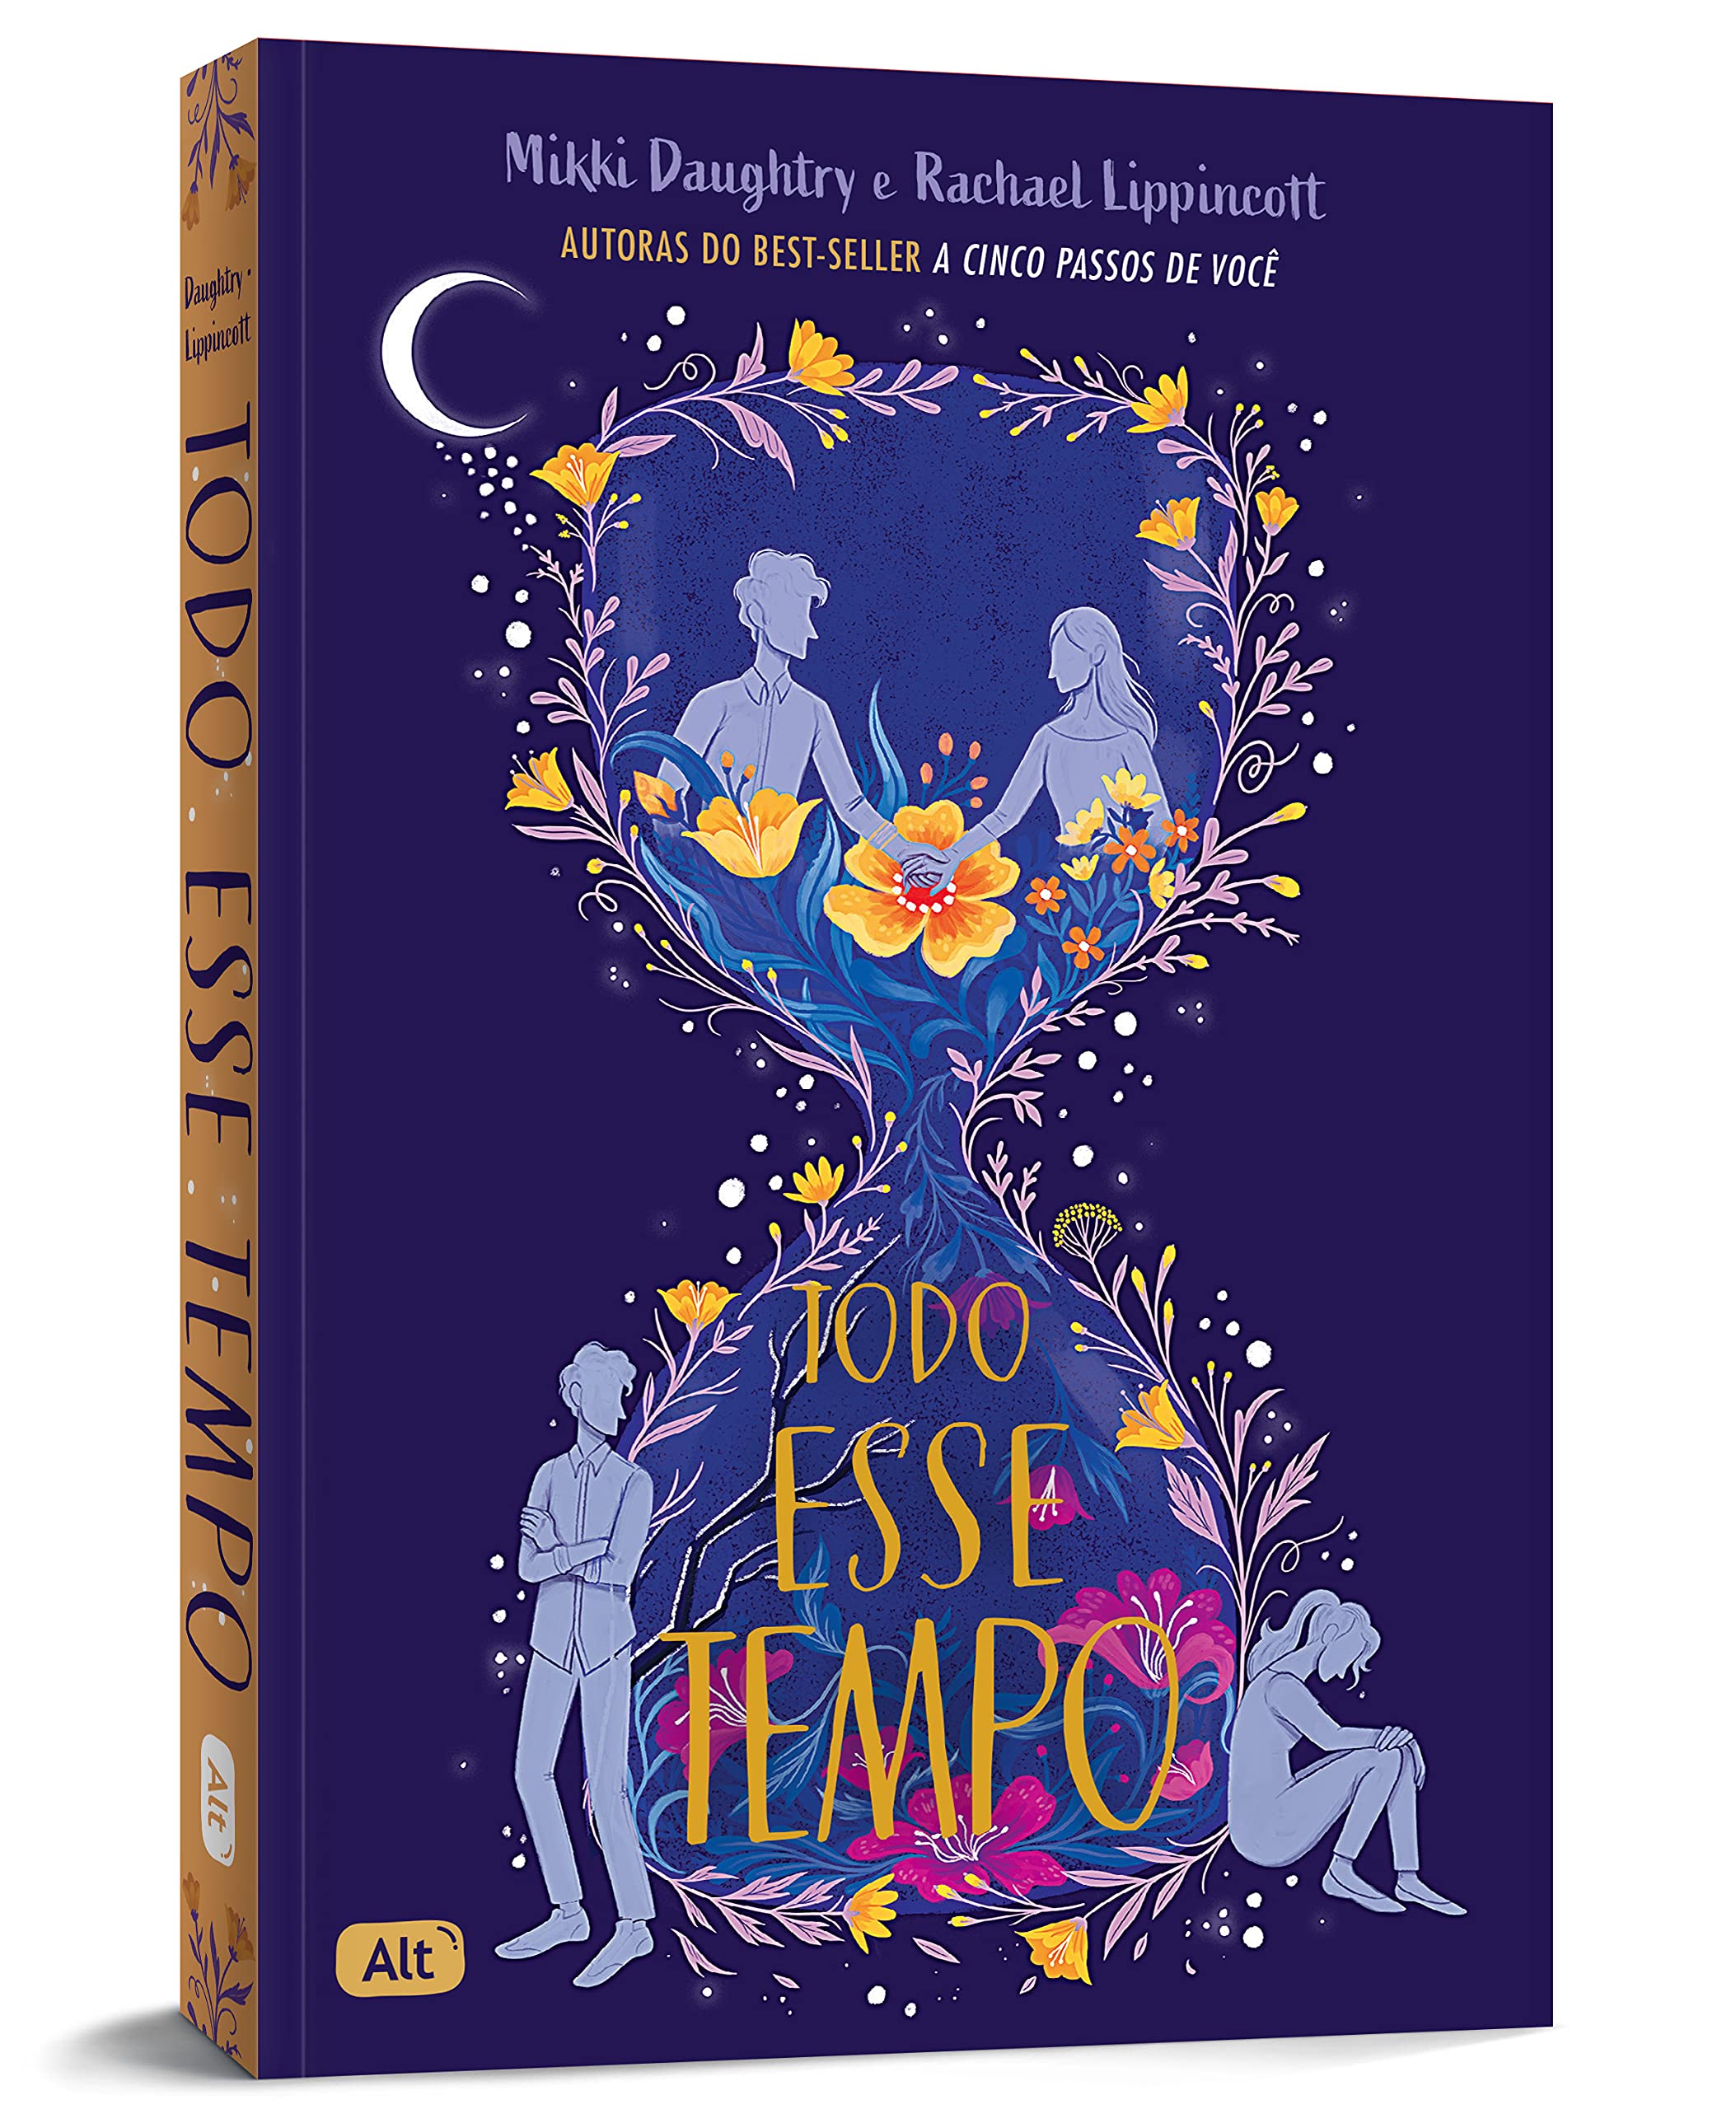 Mikki Daughtry e Rachael Lippincott
AUTORAS DO BEST-SELLER A CINCO PASSOS DE VOCÊ
TODO
ESSE
TEMPO
Alt
Daughtry •
Lippincott
TODO ESSE TEMPO
Alt